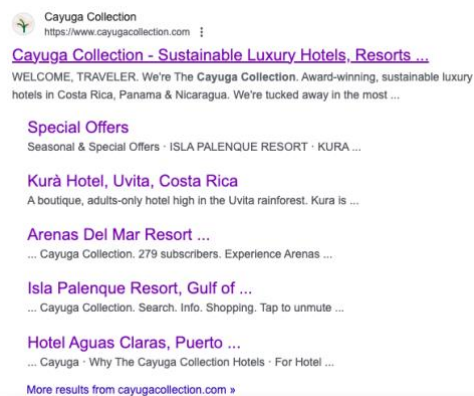 Cayuga Collection
https://www.cayugacollection.com
Cayuga Collection - Sustainable Luxury Hotels, Resorts ...
WELCOME, TRAVELER. We're The Cayuga Collection. Award-winning, sustainable luxury
hotels in Costa Rica, Panama & Nicaragua. We're tucked away in the most ...
Special Offers
Seasonal & Special Offers · ISLA PALENQUE RESORT · KURA ...
Kurà Hotel, Uvita, Costa Rica
A boutique, adults-only hotel high in the Uvita rainforest. Kura is ...
Arenas Del Mar Resort ...
... Cayuga Collection. 279 subscribers. Experience Arenas ...
Isla Palenque Resort, Gulf of ...
... Cayuga Collection. Search. Info. Shopping. Tap to unmute ...
Hotel Aguas Claras, Puerto ...
... Cayuga · Why The Cayuga Collection Hotels · For Hotel ...
More results from cayugacollection.com »